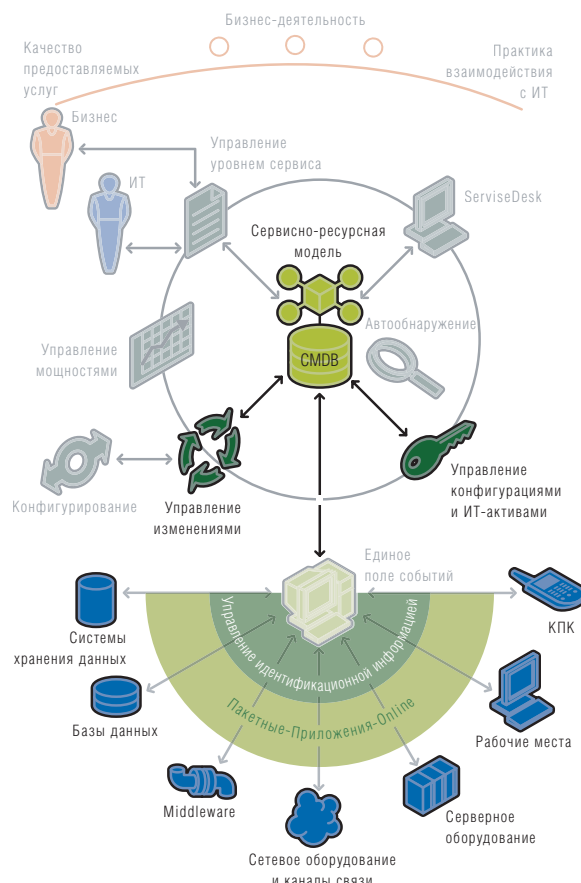 Бизнес-деятельность
Качество
предоставляемых
услуг
Практика
взаимодействия
с ИТ
Бизнес
Управление
уровнем сервиса
ИТ
ServiseDesk
Сервисно-ресурсная
модель
Автообнаружение
Управление
мощностями
CMDB
Управление
конфигурациями
и ИТ-активами
Конфигурирование
Управление
изменениями
Единое
поле событий
Системы
хранения данных
КПК
Управление идентификационной информацией
Пакетные-Приложения-Online
Базы данных
Рабочие места
Middleware
Серверное
оборудование
Сетевое оборудование
и каналы связи